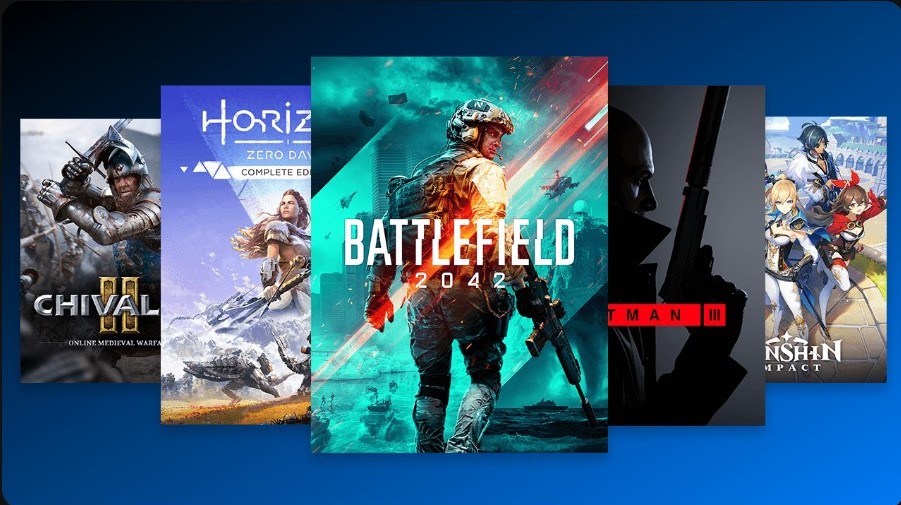 CHIVAL
II
ONLINE MEDIEVAL WARFA
HORIZ
ZERO DAW
COMPLETE EDI
BATTLEFIELD
2042
TMAN III
NSHIN
MPACT